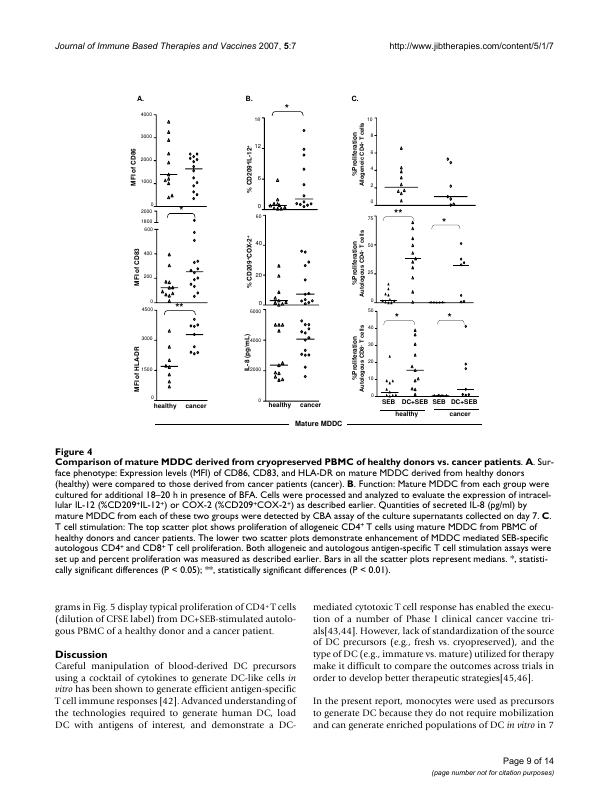 Journal of Immune Based Therapies and Vaccines 2007, 5:7
http://www.jibtherapies.com/content/5/1/7
A.
B.
C.
MFI of CD86
4000
3000
2000
1000
0
*
MFI of CD83
2000
1500
600
400
200
0
**
MFI of HLA-DR
4500
3000
1500
0
healthy cancer
*
% CD209⁺IL-12⁺
18
12
6
0
% CD209⁺COX-2⁺
60
40
20
0
IL-8 (pg/mL)
6000
4000
2000
0
healthy cancer
%Proliferation
Allogeneic CD4⁺ T cells
10
8
6
4
2
0
** *
%Proliferation
Autologous CD4⁺ T cells
75
50
25
0
* *
%Proliferation
Autologous CD8⁺ T cells
50
40
30
20
10
0
SEB DC+SEB SEB DC+SEB
healthy cancer
Mature MDDC
Figure 4
Comparison of mature MDDC derived from cryopreserved PBMC of healthy donors vs. cancer patients. A. Sur-
face phenotype: Expression levels (MFI) of CD86, CD83, and HLA-DR on mature MDDC derived from healthy donors
(healthy) were compared to those derived from cancer patients (cancer). B. Function: Mature MDDC from each group were
cultured for additional 18–20 h in presence of BFA. Cells were processed and analyzed to evaluate the expression of intracel-
lular IL-12 (%CD209⁺IL-12⁺) or COX-2 (%CD209⁺COX-2⁺) as described earlier. Quantities of secreted IL-8 (pg/ml) by
mature MDDC from each of these two groups were detected by CBA assay of the culture supernatants collected on day 7. C.
T cell stimulation: The top scatter plot shows proliferation of allogeneic CD4⁺ T cells using mature MDDC from PBMC of
healthy donors and cancer patients. The lower two scatter plots demonstrate enhancement of MDDC mediated SEB-specific
autologous CD4⁺ and CD8⁺ T cell proliferation. Both allogeneic and autologous antigen-specific T cell stimulation assays were
set up and percent proliferation was measured as described earlier. Bars in all the scatter plots represent medians. *, statisti-
cally significant differences (P < 0.05); **, statistically significant differences (P < 0.01).
grams in Fig. 5 display typical proliferation of CD4⁺ T cells
(dilution of CFSE label) from DC+SEB-stimulated autolo-
gous PBMC of a healthy donor and a cancer patient.
Discussion
Careful manipulation of blood-derived DC precursors
using a cocktail of cytokines to generate DC-like cells in
vitro has been shown to generate efficient antigen-specific
T cell immune responses [42]. Advanced understanding of
the technologies required to generate human DC, load
DC with antigens of interest, and demonstrate a DC-
mediated cytotoxic T cell response has enabled the execu-
tion of a number of Phase I clinical cancer vaccine tri-
als[43,44]. However, lack of standardization of the source
of DC precursors (e.g., fresh vs. cryopreserved), and the
type of DC (e.g., immature vs. mature) utilized for therapy
make it difficult to compare the outcomes across trials in
order to develop better therapeutic strategies[45,46].
In the present report, monocytes were used as precursors
to generate DC because they do not require mobilization
and can generate enriched populations of DC in vitro in 7
Page 9 of 14
(page number not for citation purposes)